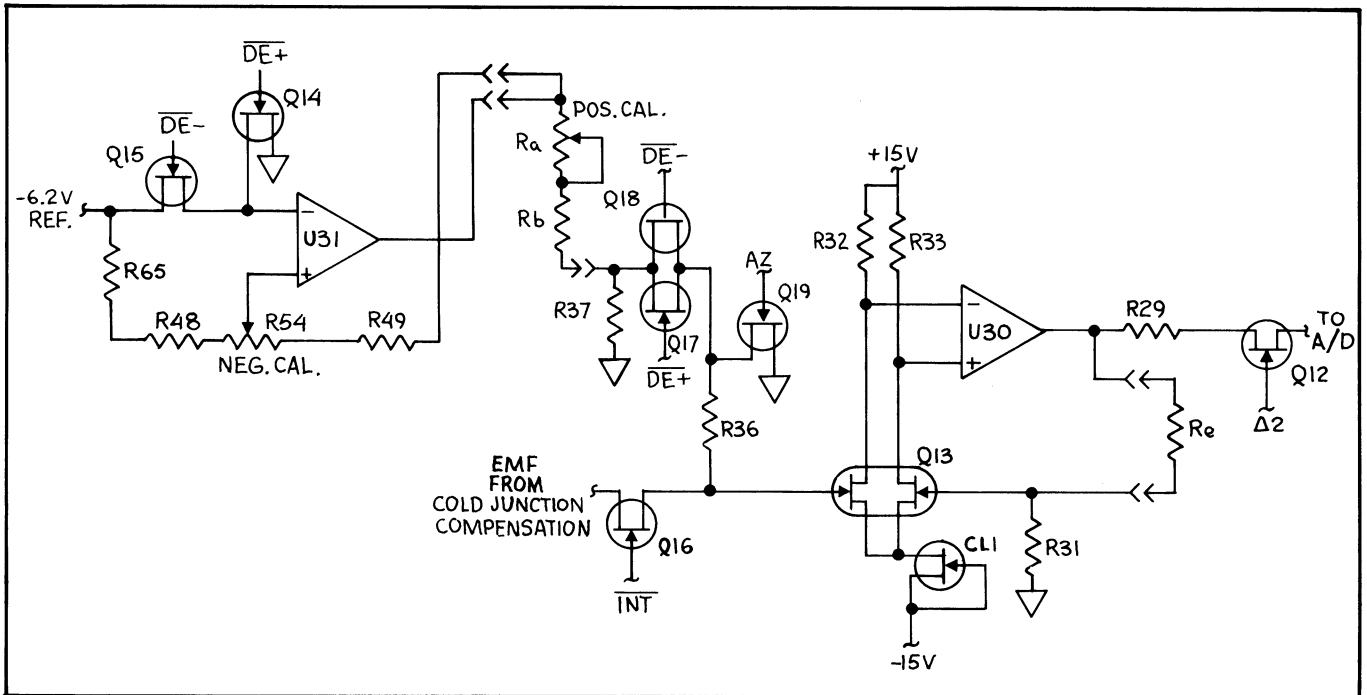 DE+
Q14
DE-
Q15
-6.2V
REF.
U31
-
+
R65
R48
R54
R49
NEG. CAL.
POS. CAL.
Ra
Rb
DE-
Q18
R37
Q17
DE+
AZ
Q19
R36
EMF
FROM
COLD JUNCTION
COMPENSATION
Q16
INT
+15V
R32
R33
U30
-
+
R29
TO
A/D
Q12
Δ2
Re
Q13
R31
CL1
-15V